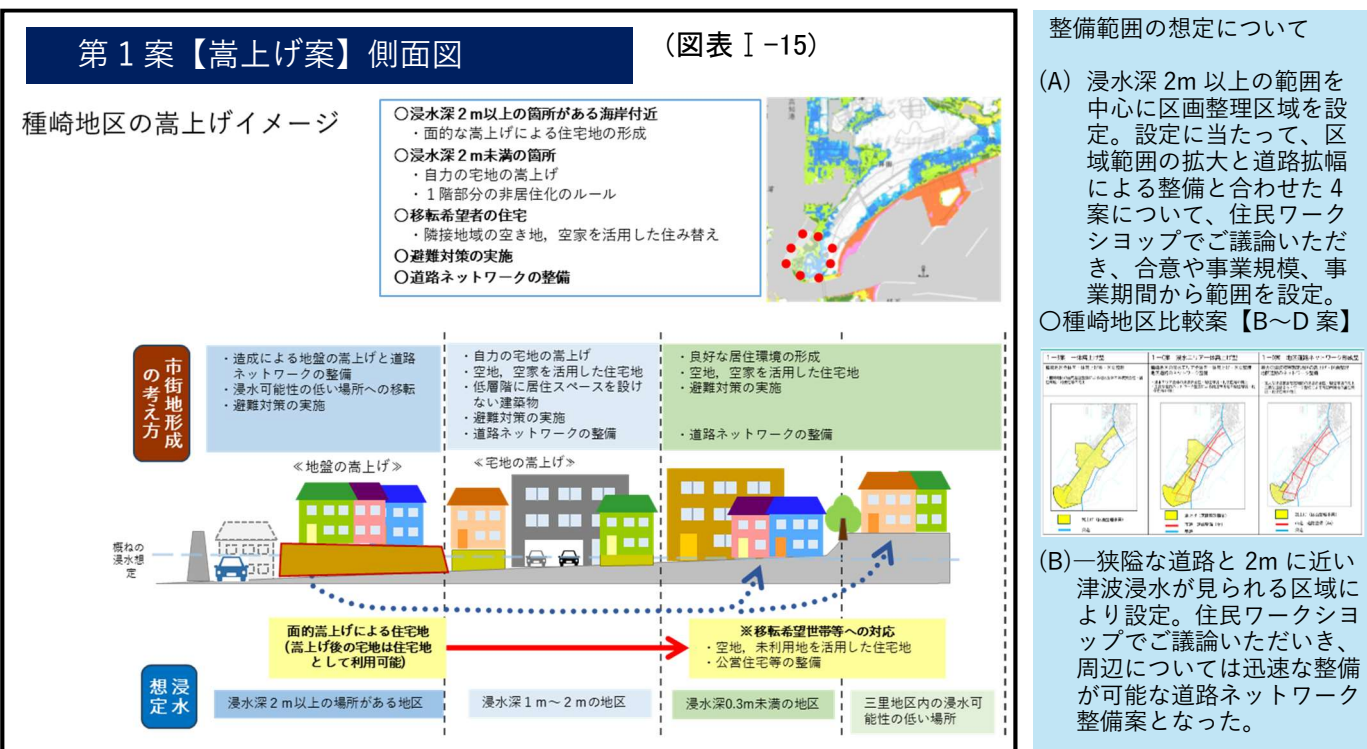 第１案【嵩上げ案】側面図
(図表Ⅰ-15)
種崎地区の嵩上げイメージ
〇浸水深２ｍ以上の箇所がある海岸付近
・面的な嵩上げによる住宅地の形成
〇浸水深２ｍ未満の箇所
・自力の宅地の嵩上げ
・１階部分の非居住化のルール
〇移転希望者の住宅
・隣接地域の空き地，空家を活用した住み替え
〇避難対策の実施
〇道路ネットワークの整備
市街地形成の考え方
・造成による地盤の嵩上げと道路
ネットワークの整備
・浸水可能性の低い場所への移転
・避難対策の実施
・自力の宅地の嵩上げ
・空地，空家を活用した住宅地
・低層階に居住スペースを設け
ない建築物
・避難対策の実施
・道路ネットワークの整備
・良好な居住環境の形成
・空地，空家を活用した住宅地
・避難対策の実施
・道路ネットワークの整備
≪地盤の嵩上げ≫
≪宅地の嵩上げ≫
概ねの
浸水想
定
面的嵩上げによる住宅地
(嵩上げ後の宅地は住宅地
として利用可能)
※移転希望世帯等への対応
・空地，未利用地を活用した住宅地
・公営住宅等の整備
浸水想定
浸水深２ｍ以上の場所がある地区
浸水深１ｍ～２ｍの地区
浸水深0.3m未満の地区
三里地区内の浸水可
能性の低い場所
整備範囲の想定について
(A) 浸水深 2m 以上の範囲を
中心に区画整理区域を設
定。設定に当たって、区
域範囲の拡大と道路拡幅
による整備と合わせた 4
案について、住民ワーク
ショップでご議論いただ
き、合意や事業規模、事
業期間から範囲を設定。
〇種崎地区比較案【B～D 案】
(B)―狭隘な道路と 2m に近い
津波浸水が見られる区域に
より設定。住民ワークショ
ップでご議論いただいき、
周辺については迅速な整備
が可能な道路ネットワーク
整備案となった。